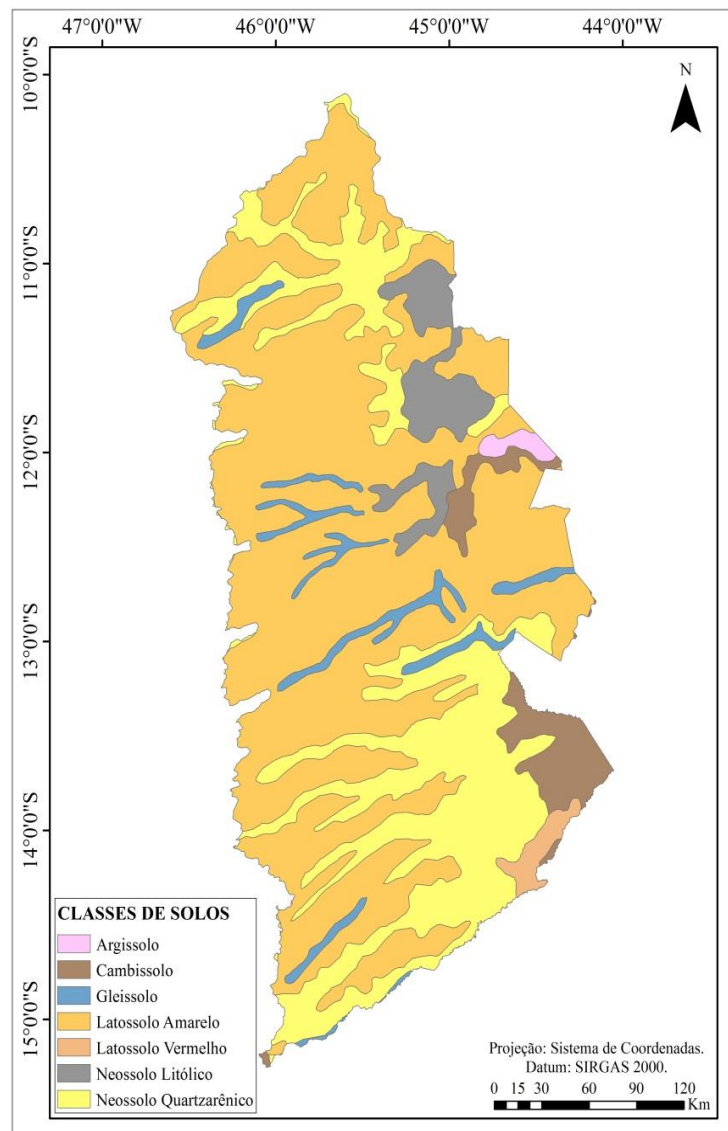 47°0'0"W 46°0'0"W 45°0'0"W 44°0'0"W
N
10°0'0"S
11°0'0"S
12°0'0"S
13°0'0"S
14°0'0"S
15°0'0"S
CLASSES DE SOLOS
Argissolo
Cambissolo
Gleissolo
Latossolo Amarelo
Latossolo Vermelho
Neossolo Litólico
Neossolo Quartzarênico
Projeção: Sistema de Coordenadas.
Datum: SIRGAS 2000.
0 15 30 60 90 120
Km